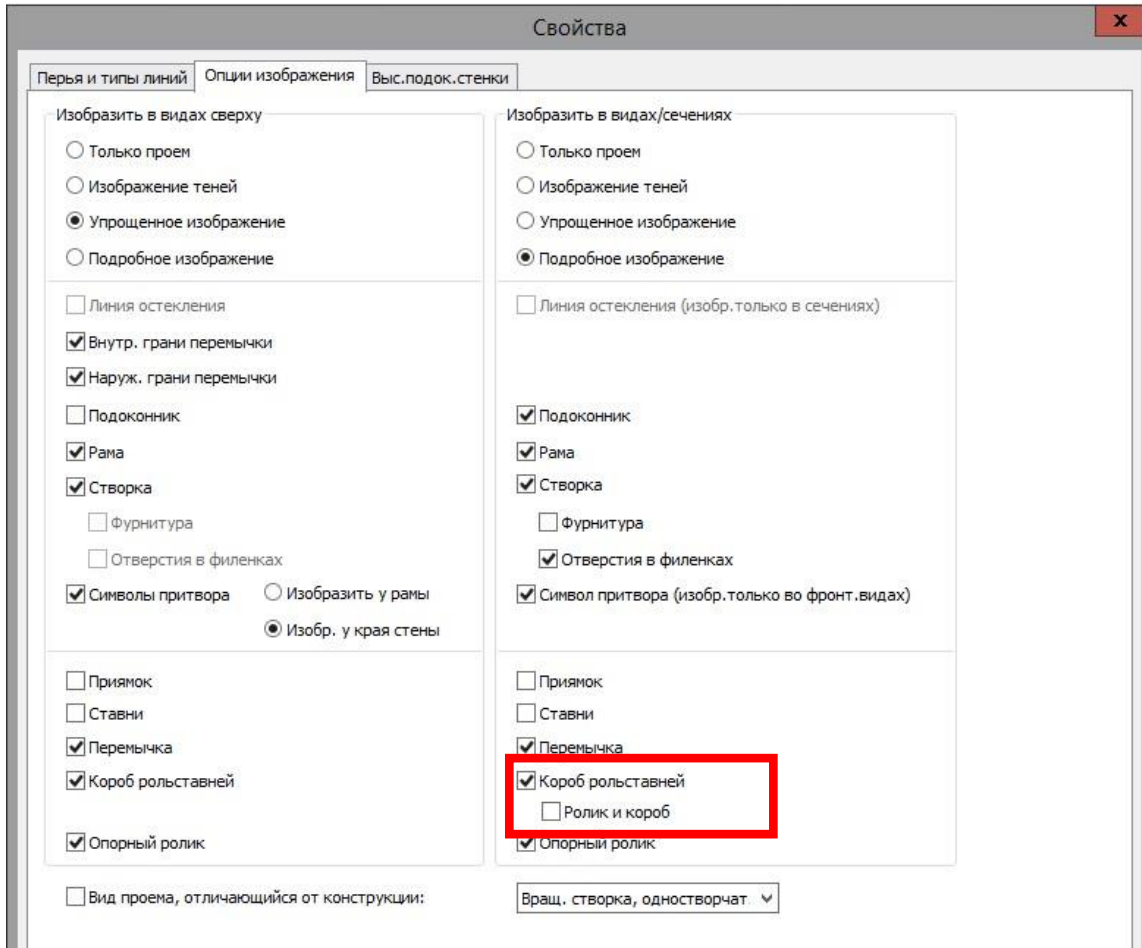 Свойства
x
Перья и типы линий
Опции изображения
Выс.подок.стенки
Изобразить в видах сверху
Только проем
Изображение теней
Упрощенное изображение
Подробное изображение
Линия остекления
Внутр. грани перемычки
Наруж. грани перемычки
Подоконник
Рама
Створка
Фурнитура
Отверстия в филенках
Символы притвора
Изобразить у рамы
Изобр. у края стены
Приямок
Ставни
Перемычка
Короб рольставней
Опорный ролик
Изобразить в видах/сечениях
Только проем
Изображение теней
Упрощенное изображение
Подробное изображение
Линия остекления (изобр.только в сечениях)
Подоконник
Рама
Створка
Фурнитура
Отверстия в филенках
Символ притвора (изобр.только во фронт.видах)
Приямок
Ставни
Перемычка
Короб рольставней
Ролик и короб
Опорный ролик
Вид проема, отличающийся от конструкции:
Вращ. створка, одностворчат